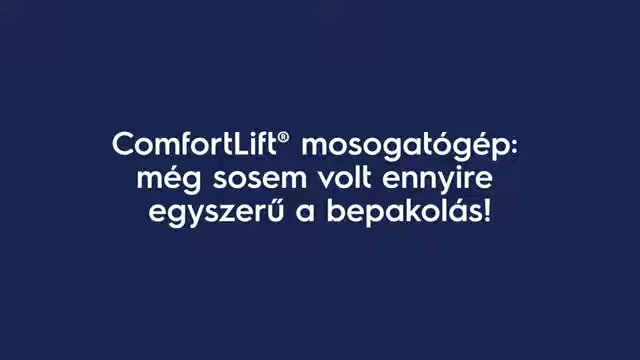 ComfortLift® mosogatógép:
még sosem volt ennyire
egyszerű a bepakolás!